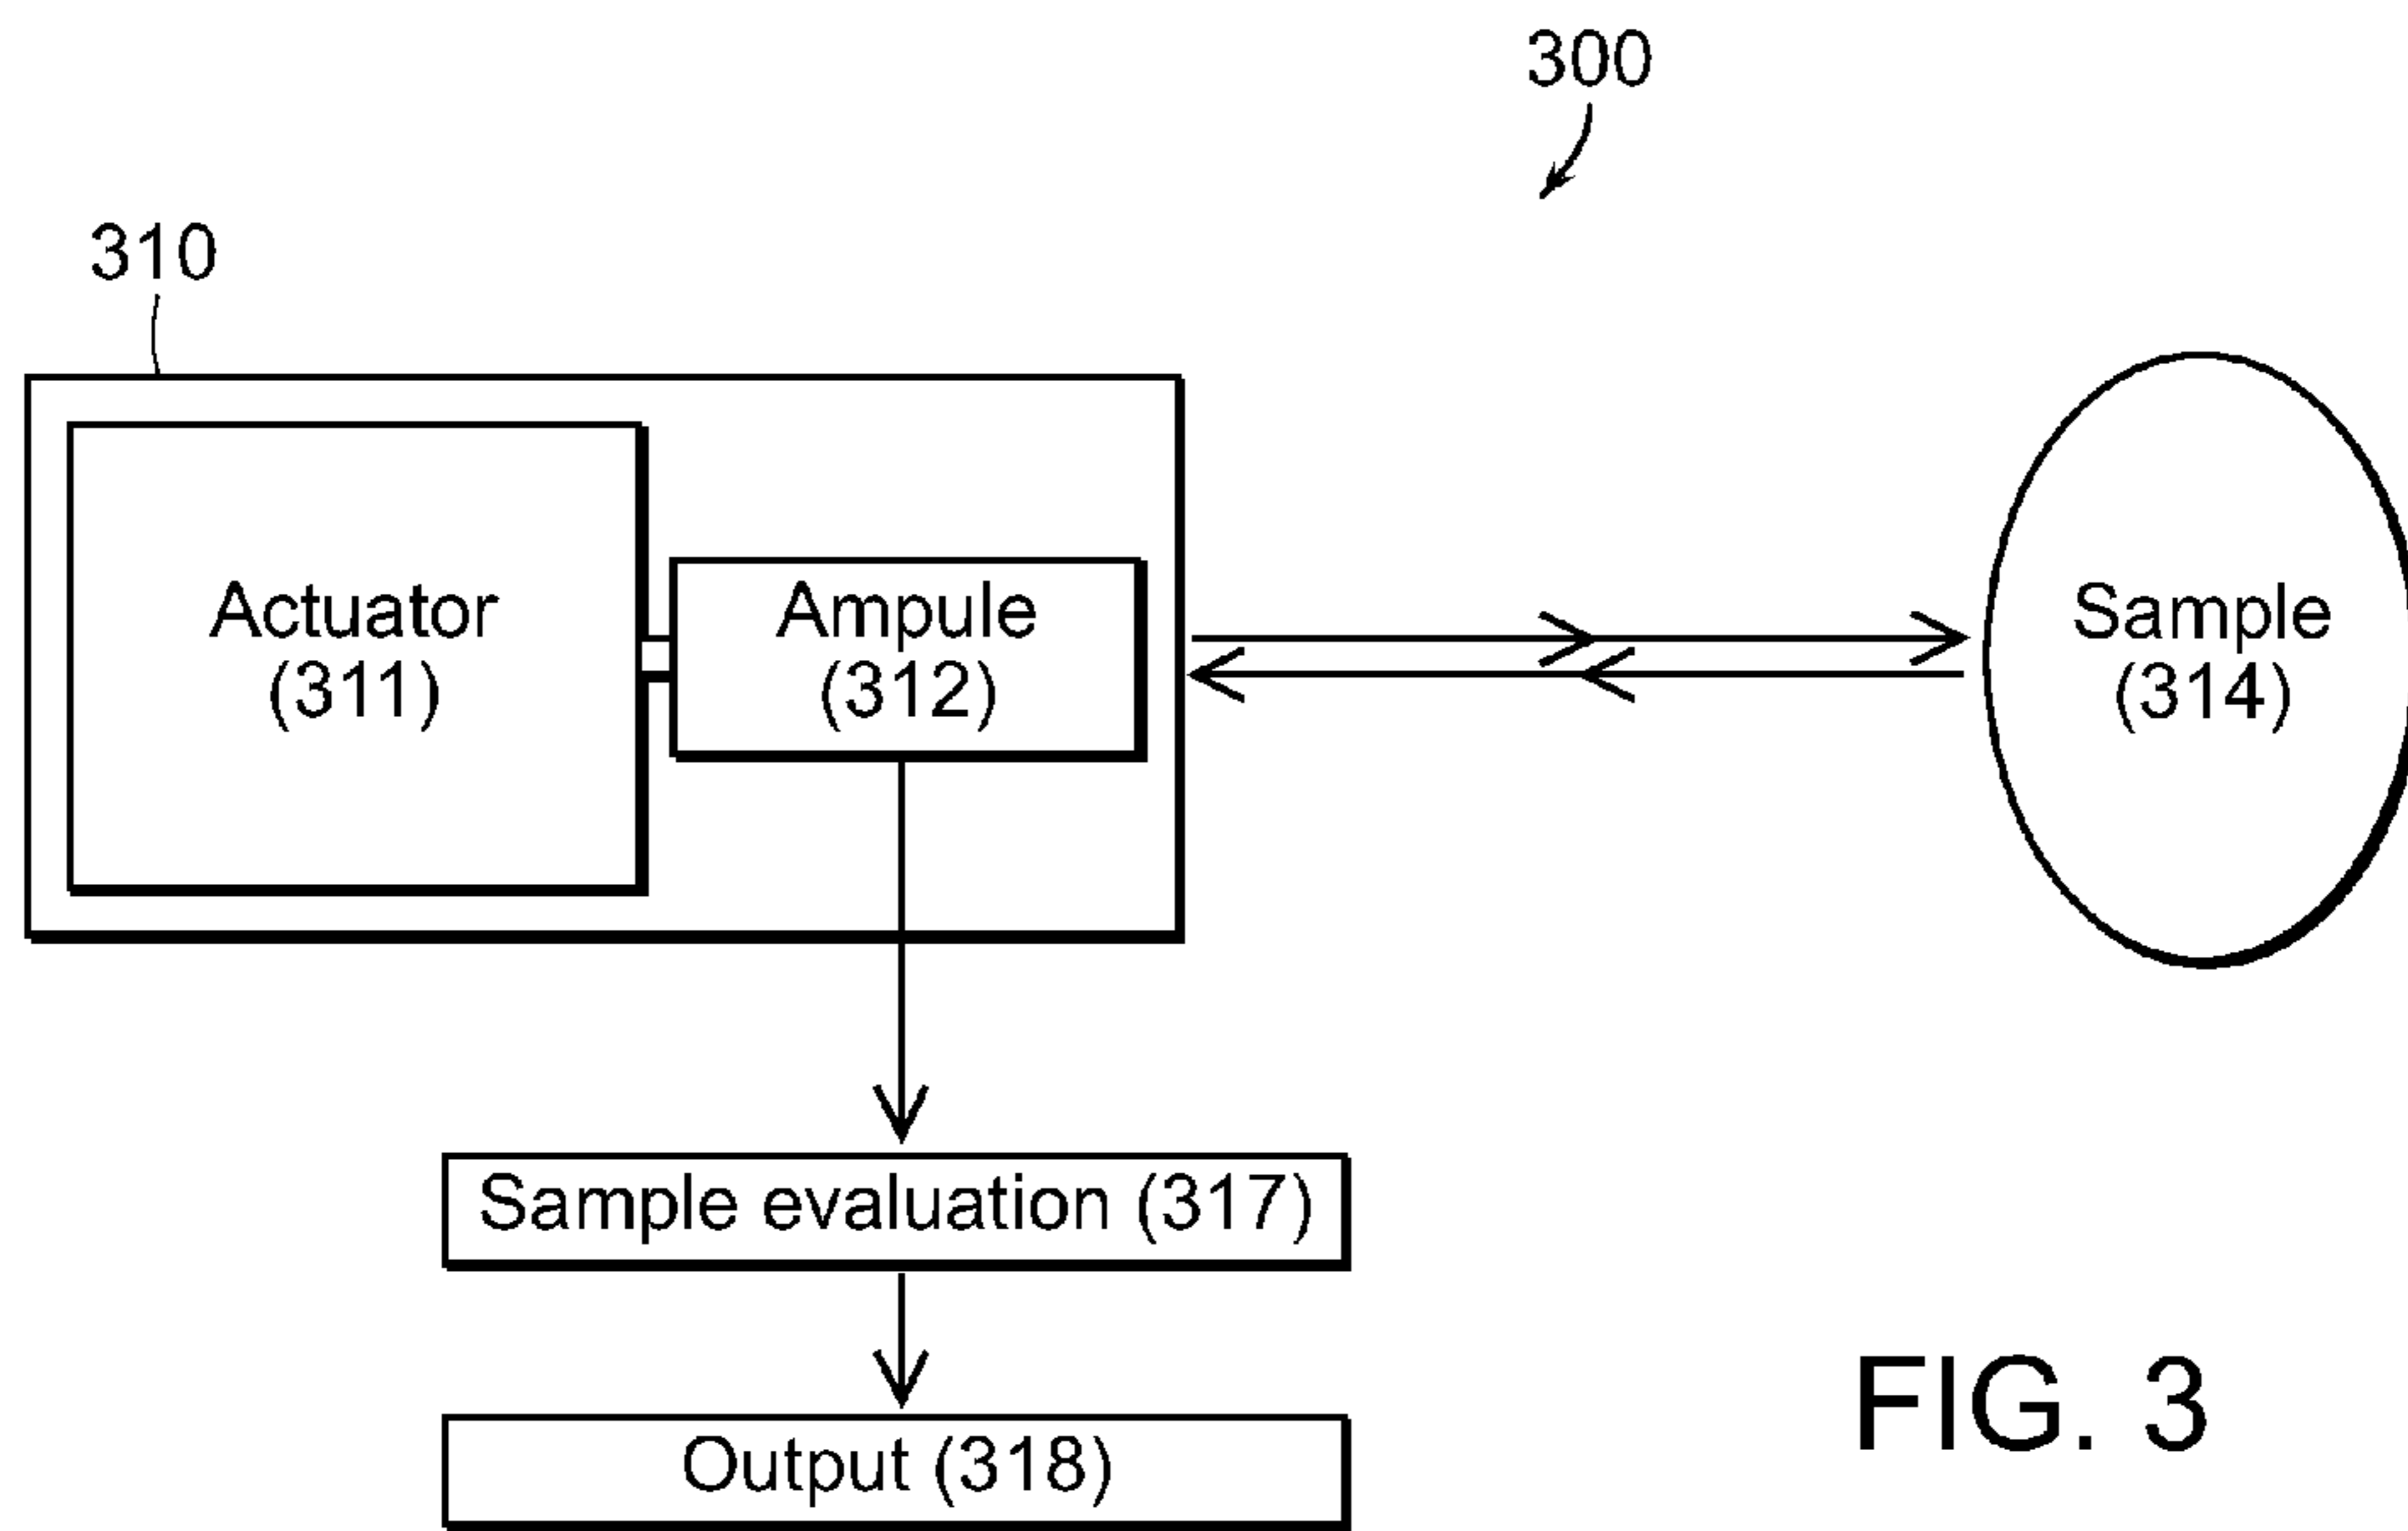 300
310
Actuator
(311)
Ampule
(312)
Sample
(314)
Sample evaluation (317)
Output (318)
FIG. 3